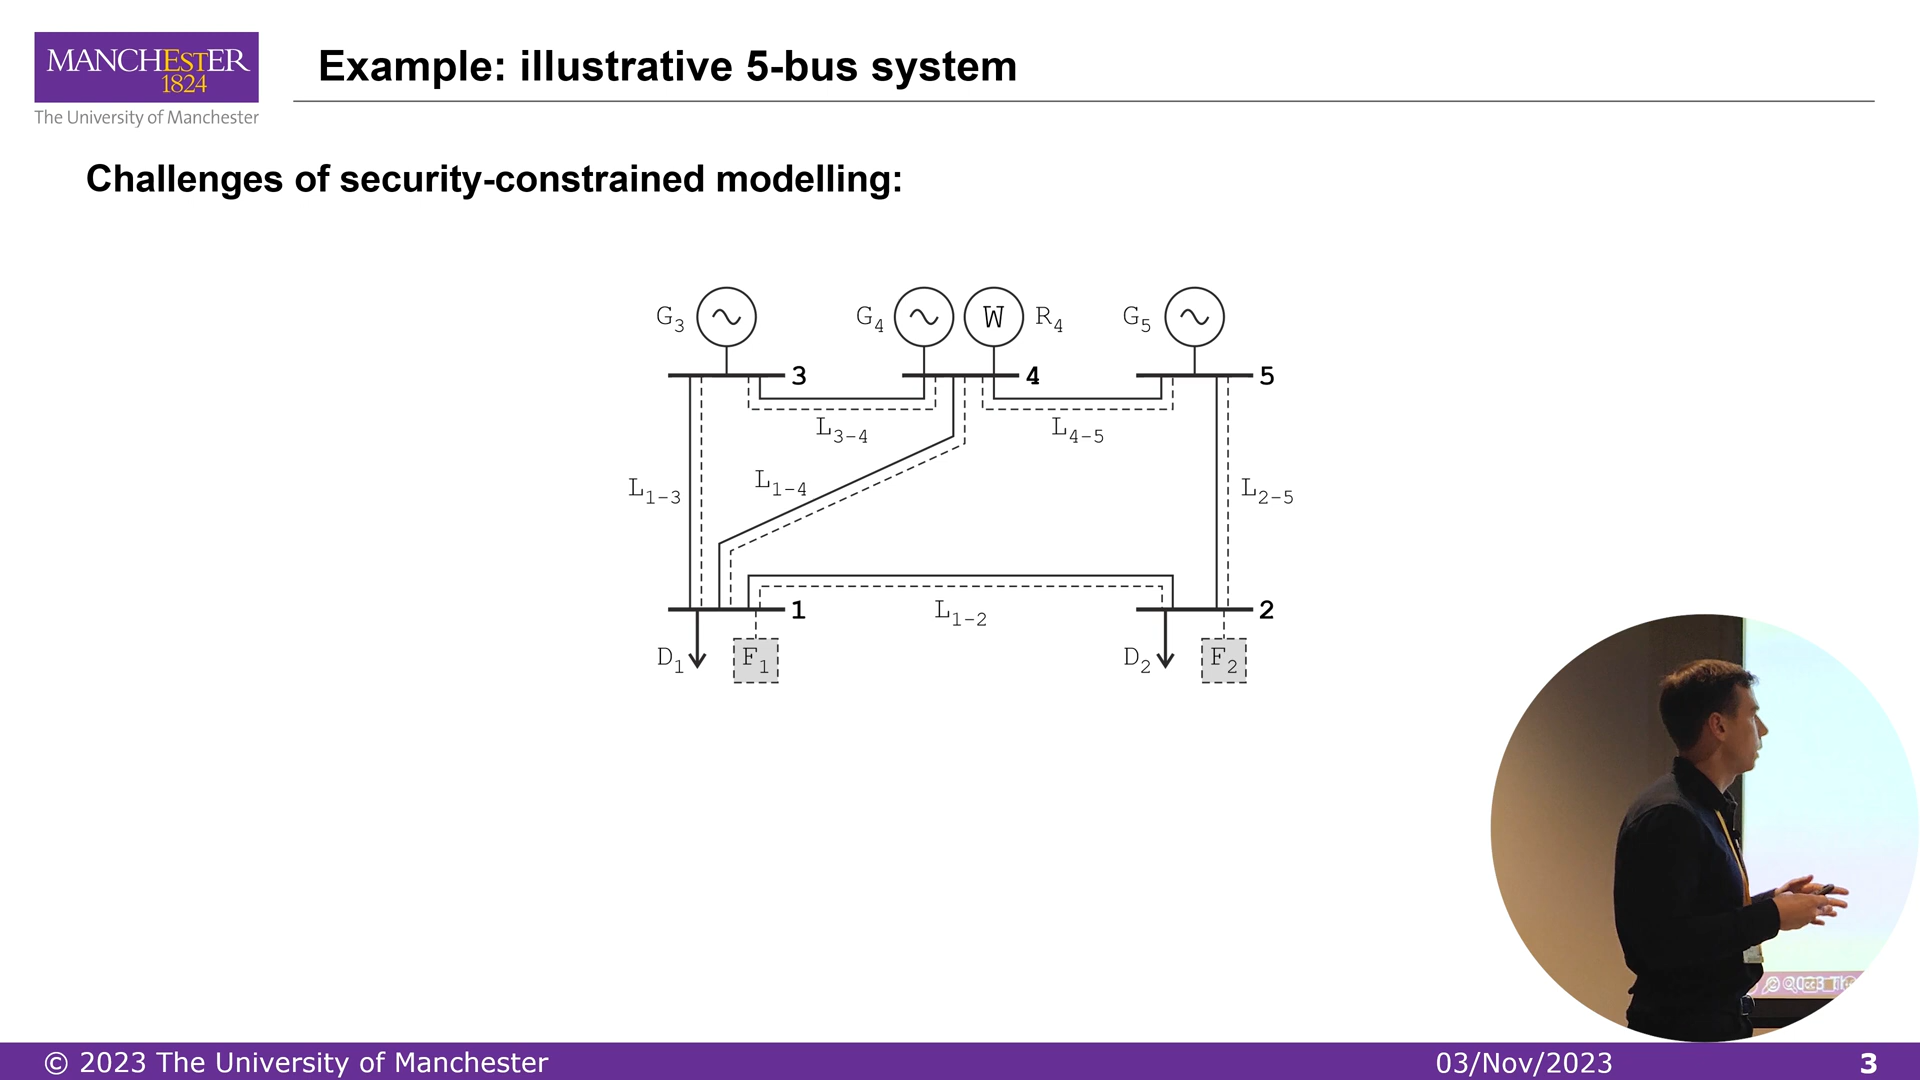 MANCHESTER
1824
The University of Manchester
Example: illustrative 5-bus system
Challenges of security-constrained modelling:
G3
G4
W
R4
G5
3
4
5
L3-4
L4-5
L1-3
L1-4
L2-5
1
L1-2
2
D1
F1
D2
F2
© 2023 The University of Manchester
03/Nov/2023
3